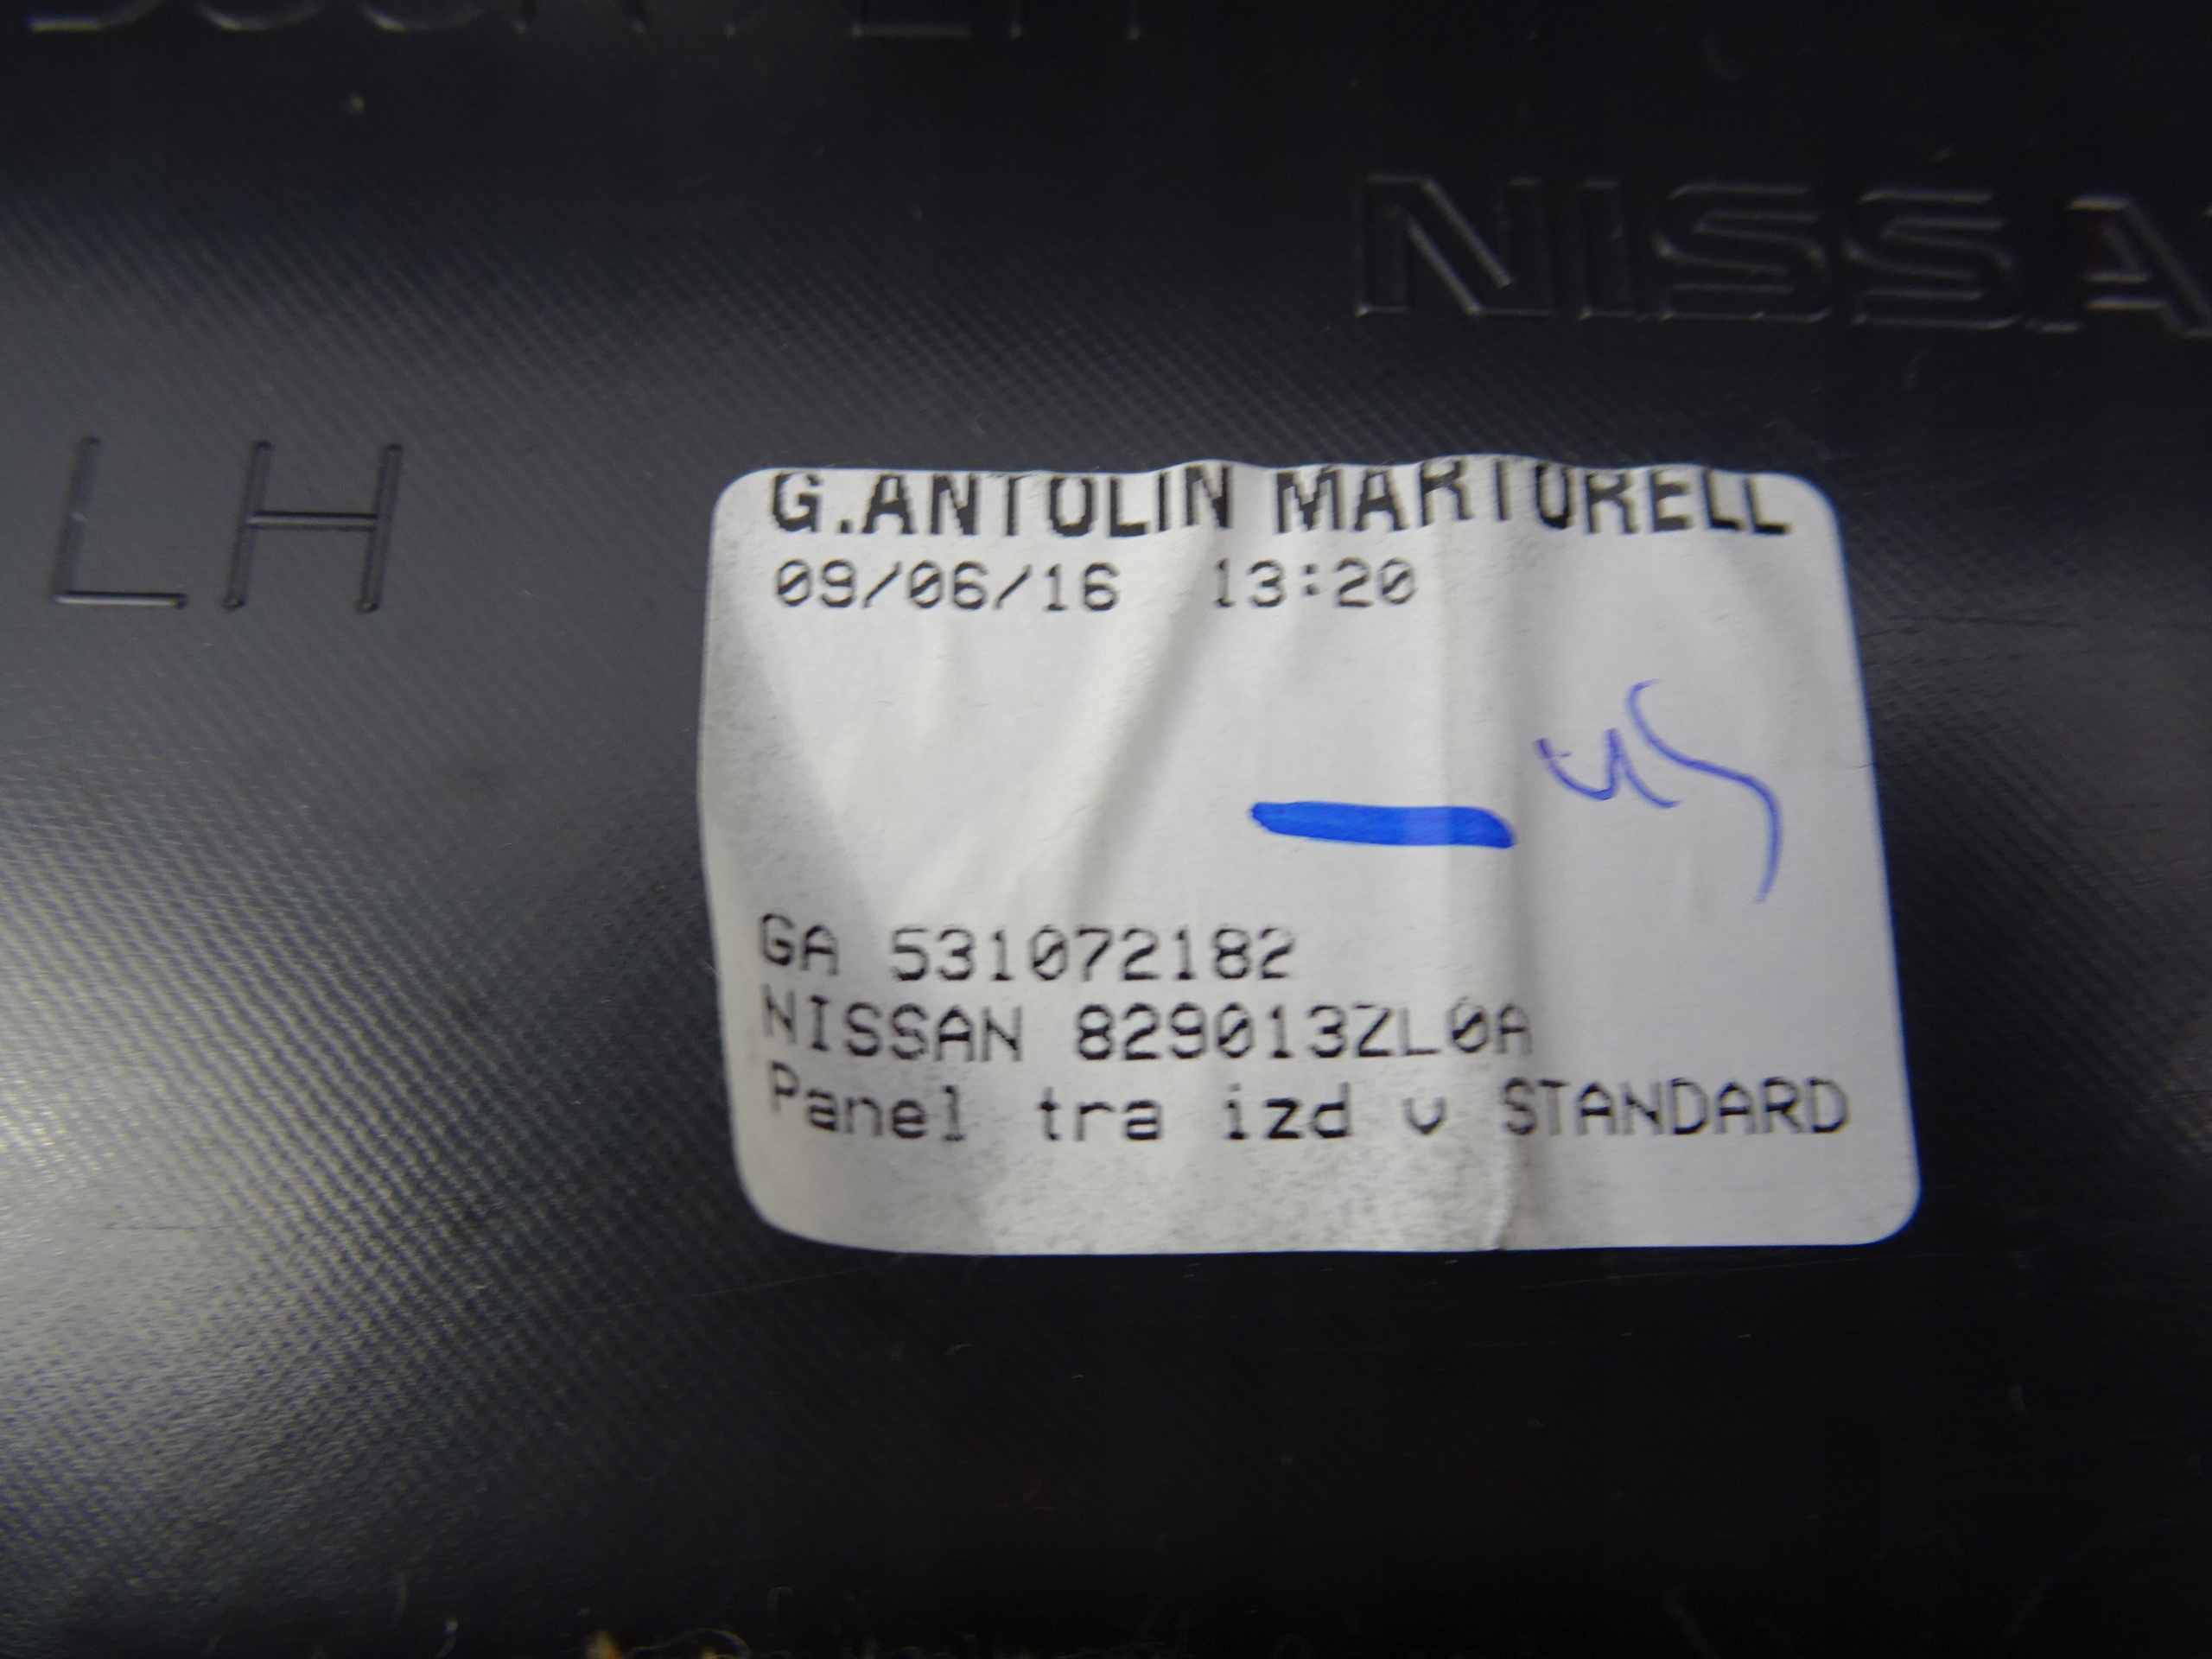 NISSA
LH
G.ANTOLIN MARTORELL
09/06/16 13:20
GA 531072182
NISSAN 829013ZL0A
Panel tra izd v STANDARD